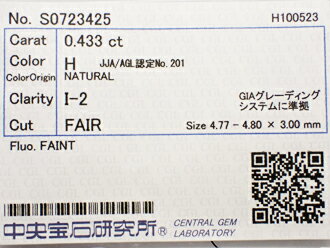 No. S0723425 H100523
Carat 0.433 ct
Color H JJA/AGL認定No.201
ColorOrigin NATURAL
Clarity I-2 GIAグレーディング
システムに準拠
Cut FAIR Size 4.77 - 4.80 × 3.00 mm
Fluo. FAINT
中央宝石研究所® CENTRAL GEM
LABORATORY